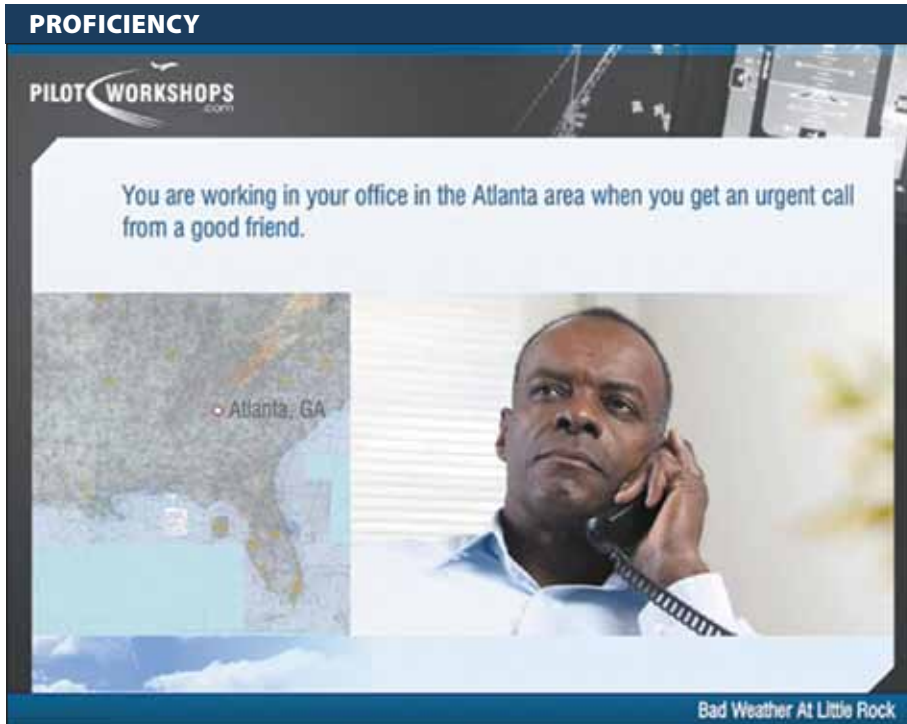 PROFICIENCY
PILOT WORKSHOPS
.com
You are working in your office in the Atlanta area when you get an urgent call
from a good friend.
Atlanta, GA
Bad Weather At Little Rock